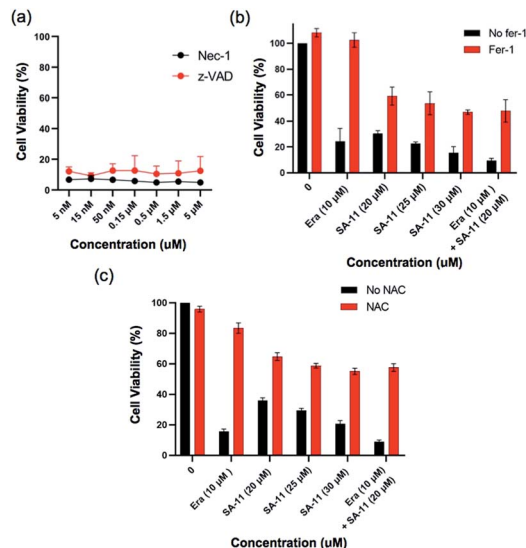 (a)
Nec-1
z-VAD
Cell Viability (%)
100
80
60
40
20
0
5 nM
15 nM
50 nM
0.15 µM
0.5 µM
1.5 µM
5 µM
Concentration (uM)
(b)
No fer-1
Fer-1
Cell Viability (%)
120
100
80
60
40
20
0
0
Era (10 µM)
SA-11 (20 µM)
SA-11 (25 µM)
SA-11 (30 µM)
Era (10 µM)
+ SA-11 (20 µM)
Concentration (uM)
(c)
No NAC
NAC
Cell Viability (%)
100
80
60
40
20
0
0
Era (10 µM )
SA-11 (20 µM)
SA-11 (25 µM)
SA-11 (30 µM)
Era (10 µM)
+ SA-11 (20 µM)
Concentration (uM)